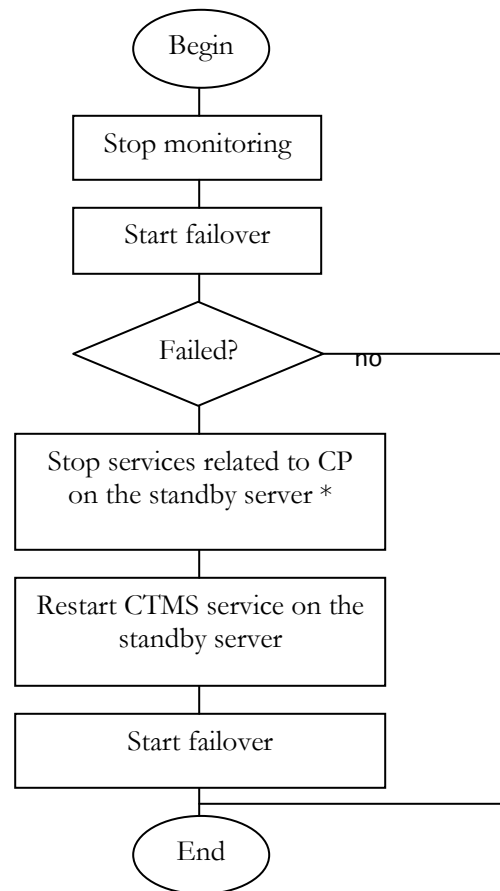 Begin
Stop monitoring
Start failover
Failed?
no
Stop services related to CP
on the standby server *
Restart CTMS service on the
standby server
Start failover
End